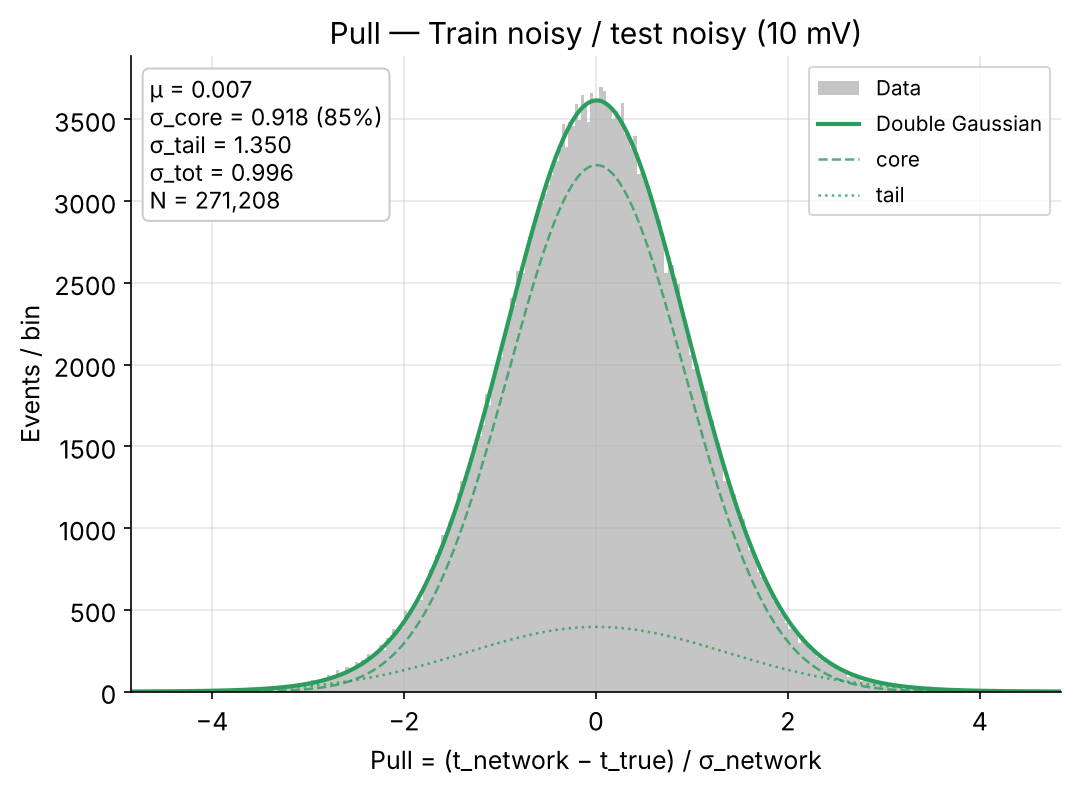 Pull — Train noisy / test noisy (10 mV)
μ = 0.007
σ_core = 0.918 (85%)
σ_tail = 1.350
σ_tot = 0.996
N = 271,208
Data
Double Gaussian
core
tail
Events / bin
3500
3000
2500
2000
1500
1000
500
0
−4
−2
0
2
4
Pull = (t_network − t_true) / σ_network